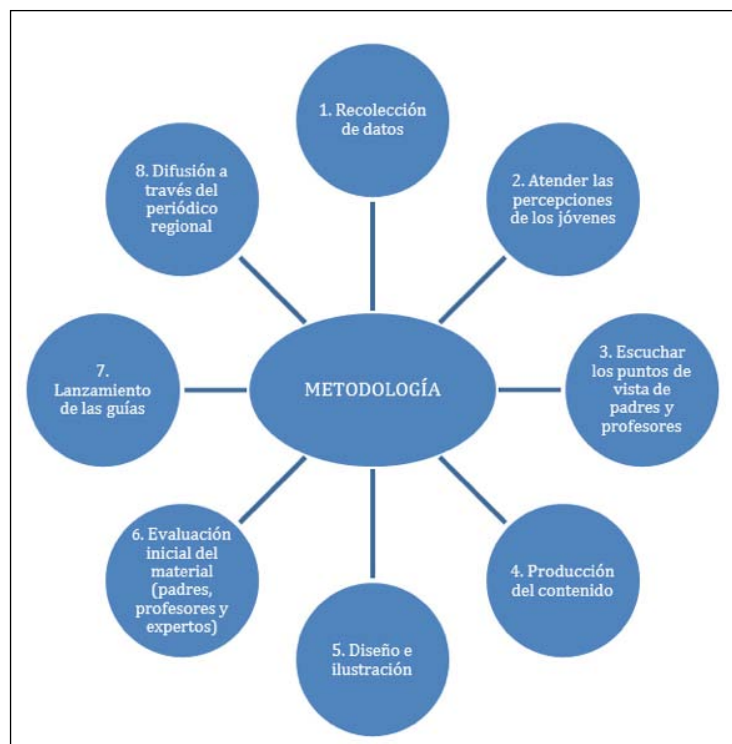 1. Recolección
de datos
2. Atender las
percepciones
de los jóvenes
3. Escuchar
los puntos de
vista de
padres y
profesores
4. Producción
del contenido
5. Diseño e
ilustración
6. Evaluación
inicial del
material
(padres,
profesores y
expertos)
7.
Lanzamiento
de las guías
8. Difusión a
través del
periódico
regional
METODOLOGÍA